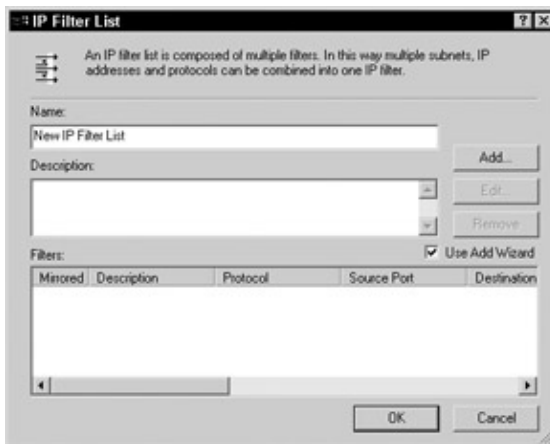 IP Filter List
An IP filter list is composed of multiple filters. In this way multiple subnets, IP
addresses and protocols can be combined into one IP filter.
Name:
New IP Filter List
Add...
Description:
Edit...
Remove
Filters:
Use Add Wizard
Mirrored Description Protocol Source Port Destination
OK Cancel